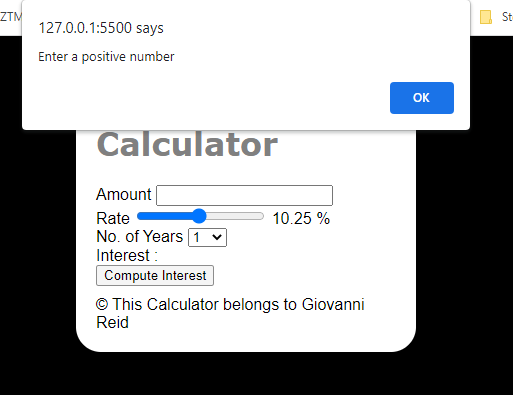 ZTM
127.0.0.1:5500 says
St
Enter a positive number
OK
Calculator
Amount
Rate 10.25 %
No. of Years 1
Interest :
Compute Interest
© This Calculator belongs to Giovanni
Reid